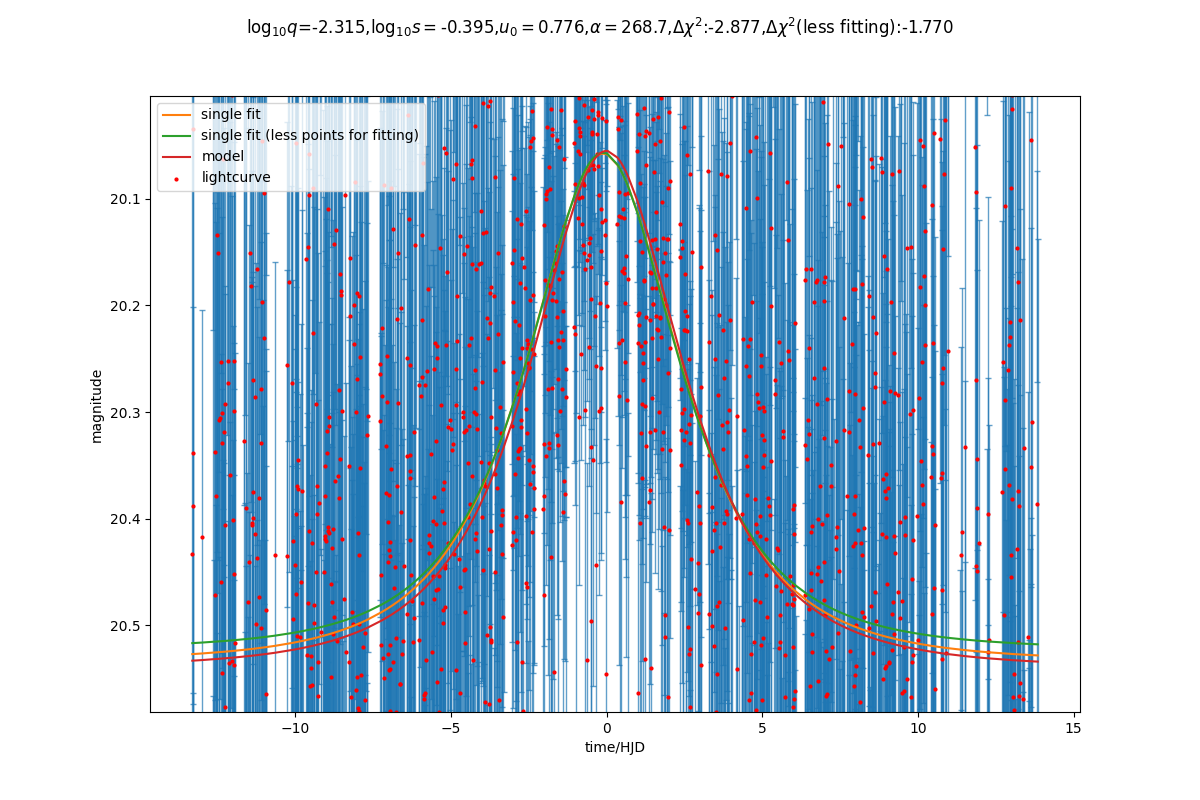 log₁₀q=-2.315,log₁₀s = -0.395,u₀ = 0.776,α = 268.7,Δχ²:-2.877,Δχ²(less fitting):-1.770
single fit
single fit (less points for fitting)
model
lightcurve
20.1
20.2
20.3
20.4
20.5
magnitude
−10
−5
0
5
10
15
time/HJD